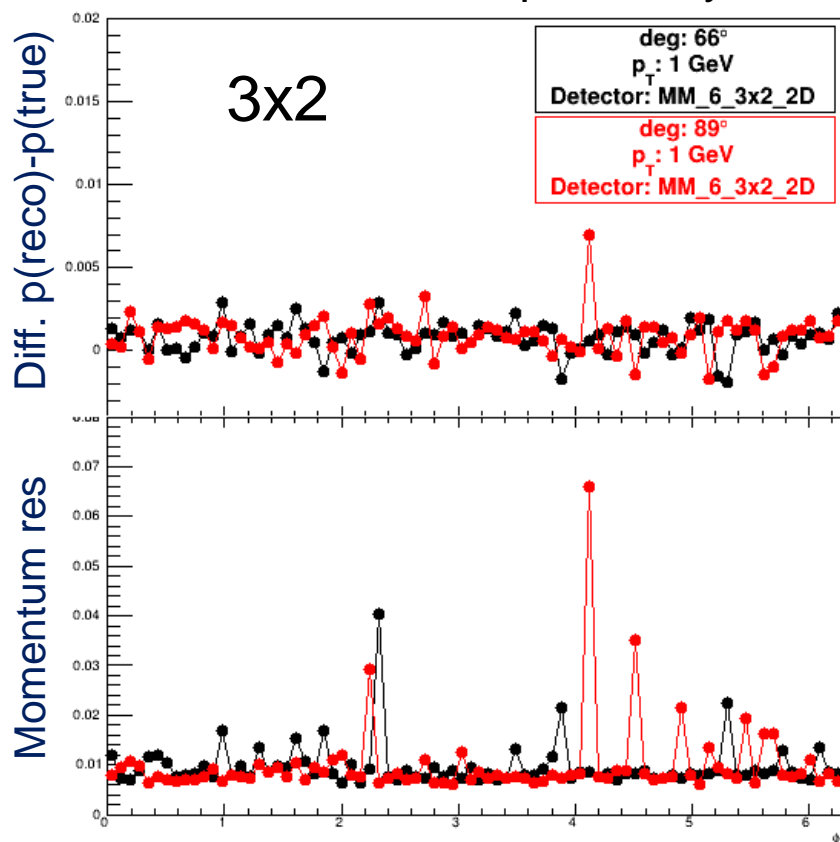 0.02
0.015
0.01
0.005
0
3x2
deg: 66°
pT: 1 GeV
Detector: MM_6_3x2_2D
deg: 89°
pT: 1 GeV
Detector: MM_6_3x2_2D
Diff. p(reco)-p(true)
0.07
0.06
0.05
0.04
0.03
0.02
0.01
0
Momentum res
0 1 2 3 4 5 6